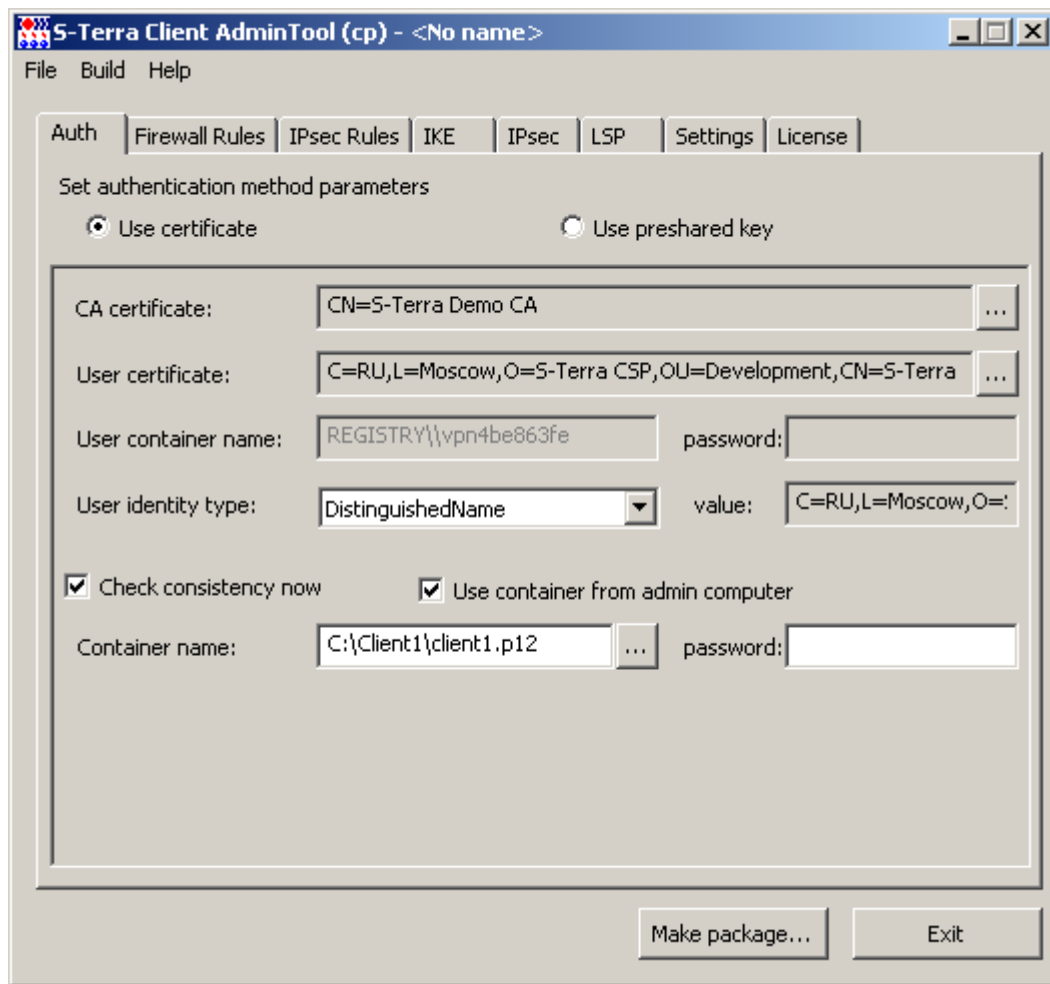 S-Terra Client AdminTool (cp) - <No name>
File Build Help
Auth Firewall Rules IPsec Rules IKE IPsec LSP Settings License
Set authentication method parameters
Use certificate Use preshared key
CA certificate: CN=S-Terra Demo CA ...
User certificate: C=RU,L=Moscow,O=S-Terra CSP,OU=Development,CN=S-Terra ...
User container name: REGISTRY\\vpn4be863fe password:
User identity type: DistinguishedName value: C=RU,L=Moscow,O=
Check consistency now Use container from admin computer
Container name: C:\Client1\client1.p12 ... password:
Make package... Exit